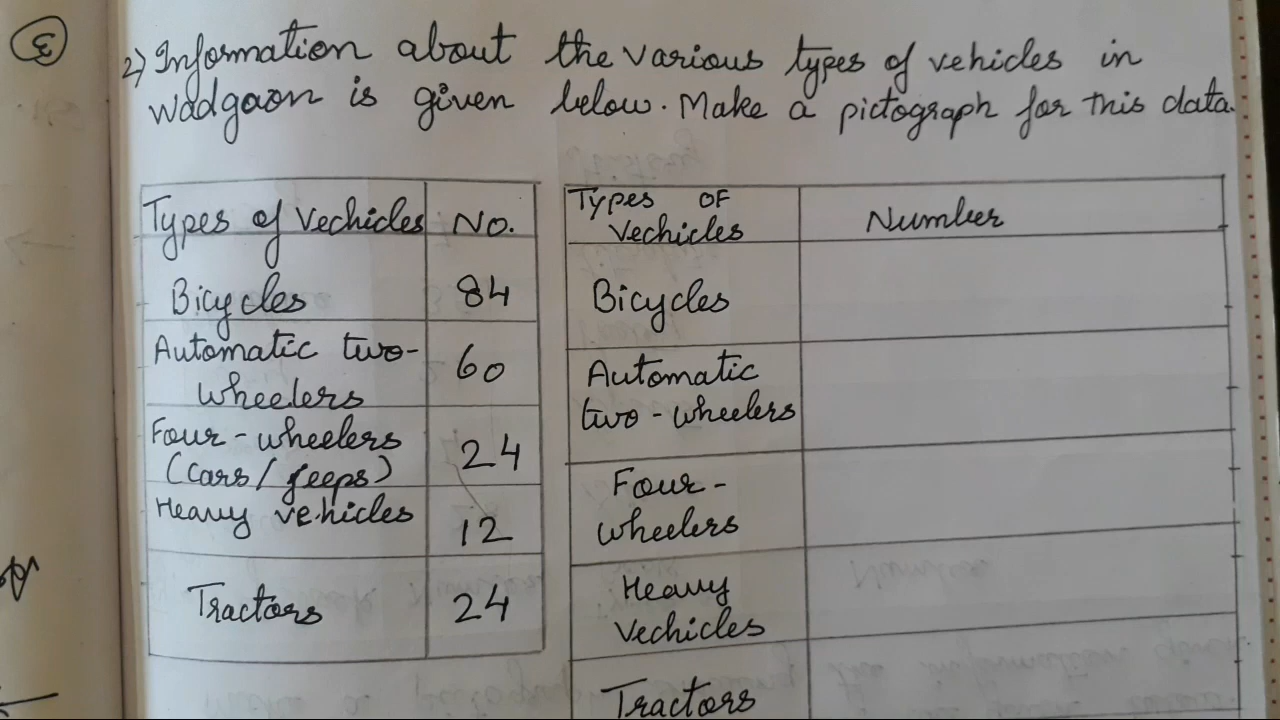 2) Information about the various types of vehicles in
Wadgaon is given below. Make a pictograph for this data.
Types of Vechicles No.
Bicycles 84
Automatic two-
wheelers 60
Four-wheelers
(cars/jeeps) 24
Heavy vehicles 12
Tractors 24
Types OF
Vechicles Number
Bicycles
Automatic
two-wheelers
Four-
wheelers
Heavy
Vechicles
Tractors